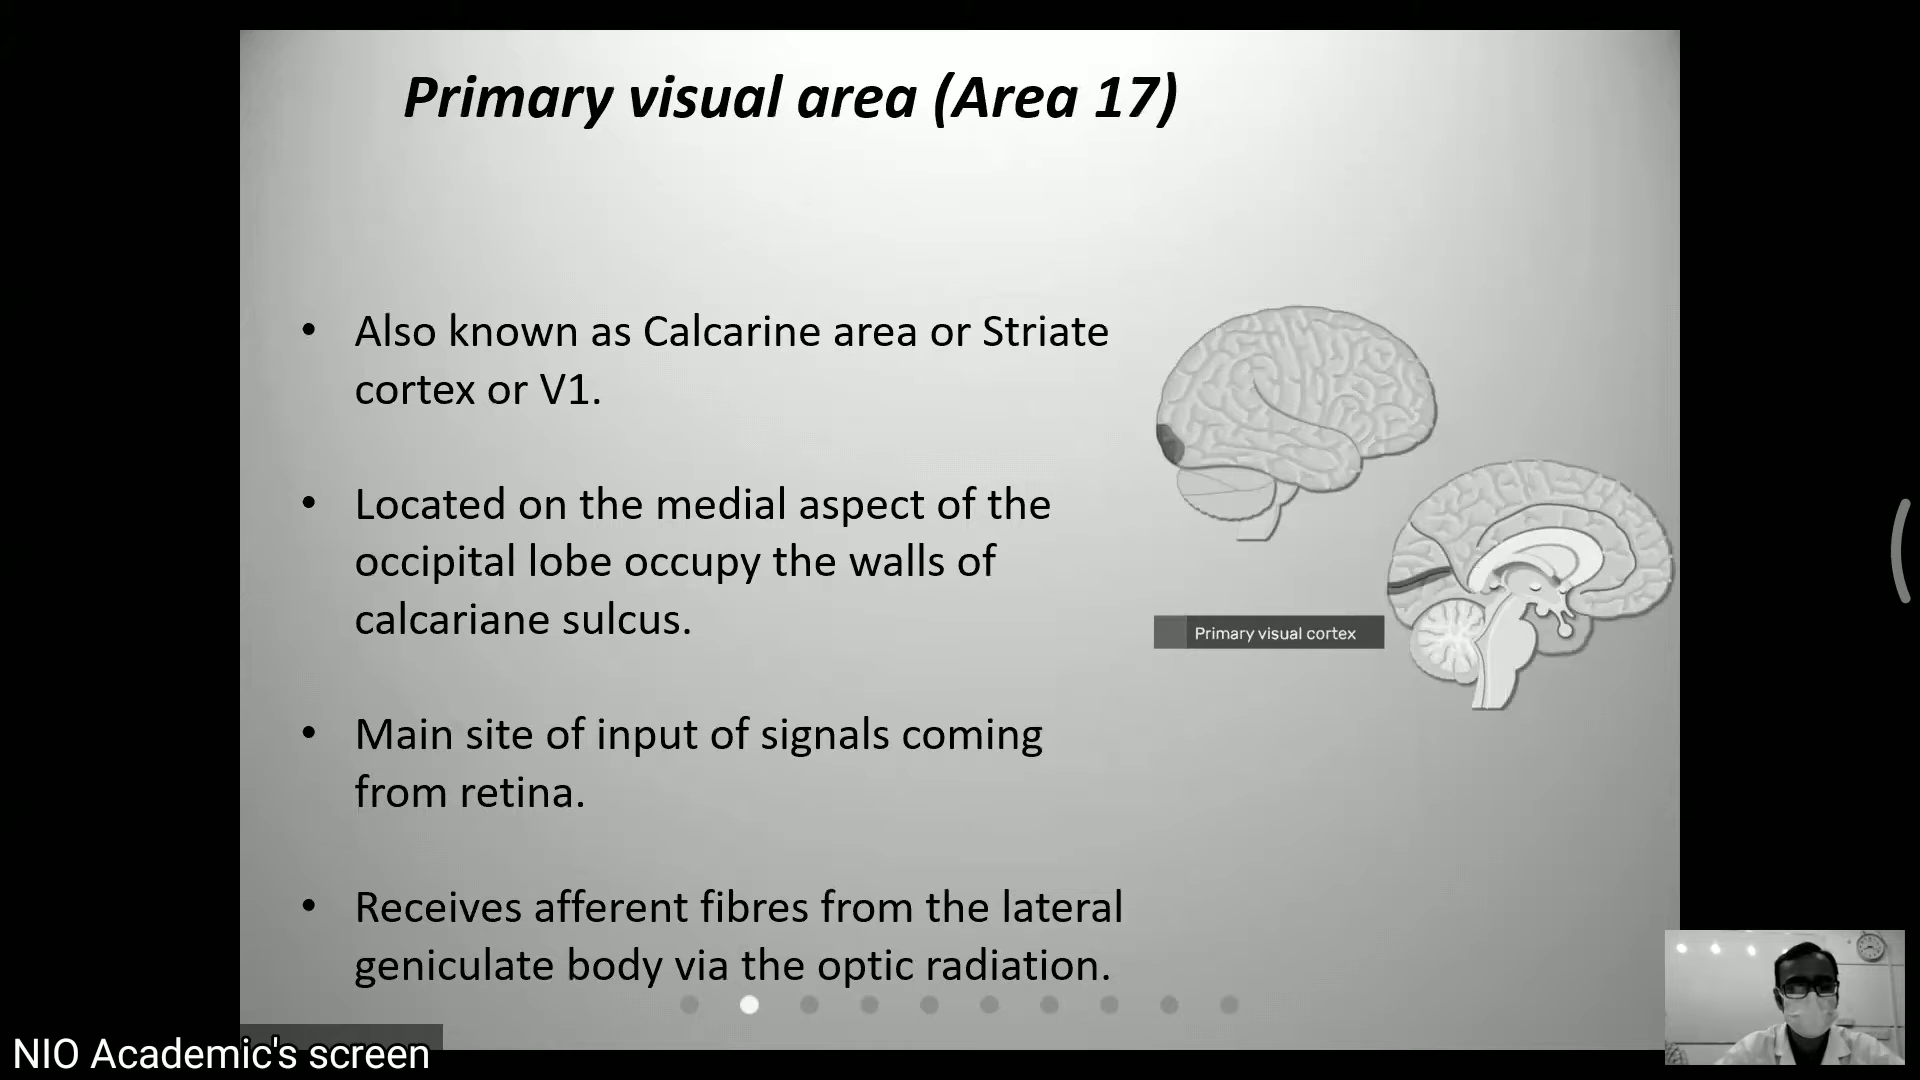 Primary visual area (Area 17)
• Also known as Calcarine area or Striate
cortex or V1.
• Located on the medial aspect of the
occipital lobe occupy the walls of
calcariane sulcus.
• Main site of input of signals coming
from retina.
• Receives afferent fibres from the lateral
geniculate body via the optic radiation.
Primary visual cortex
NIO Academic's screen